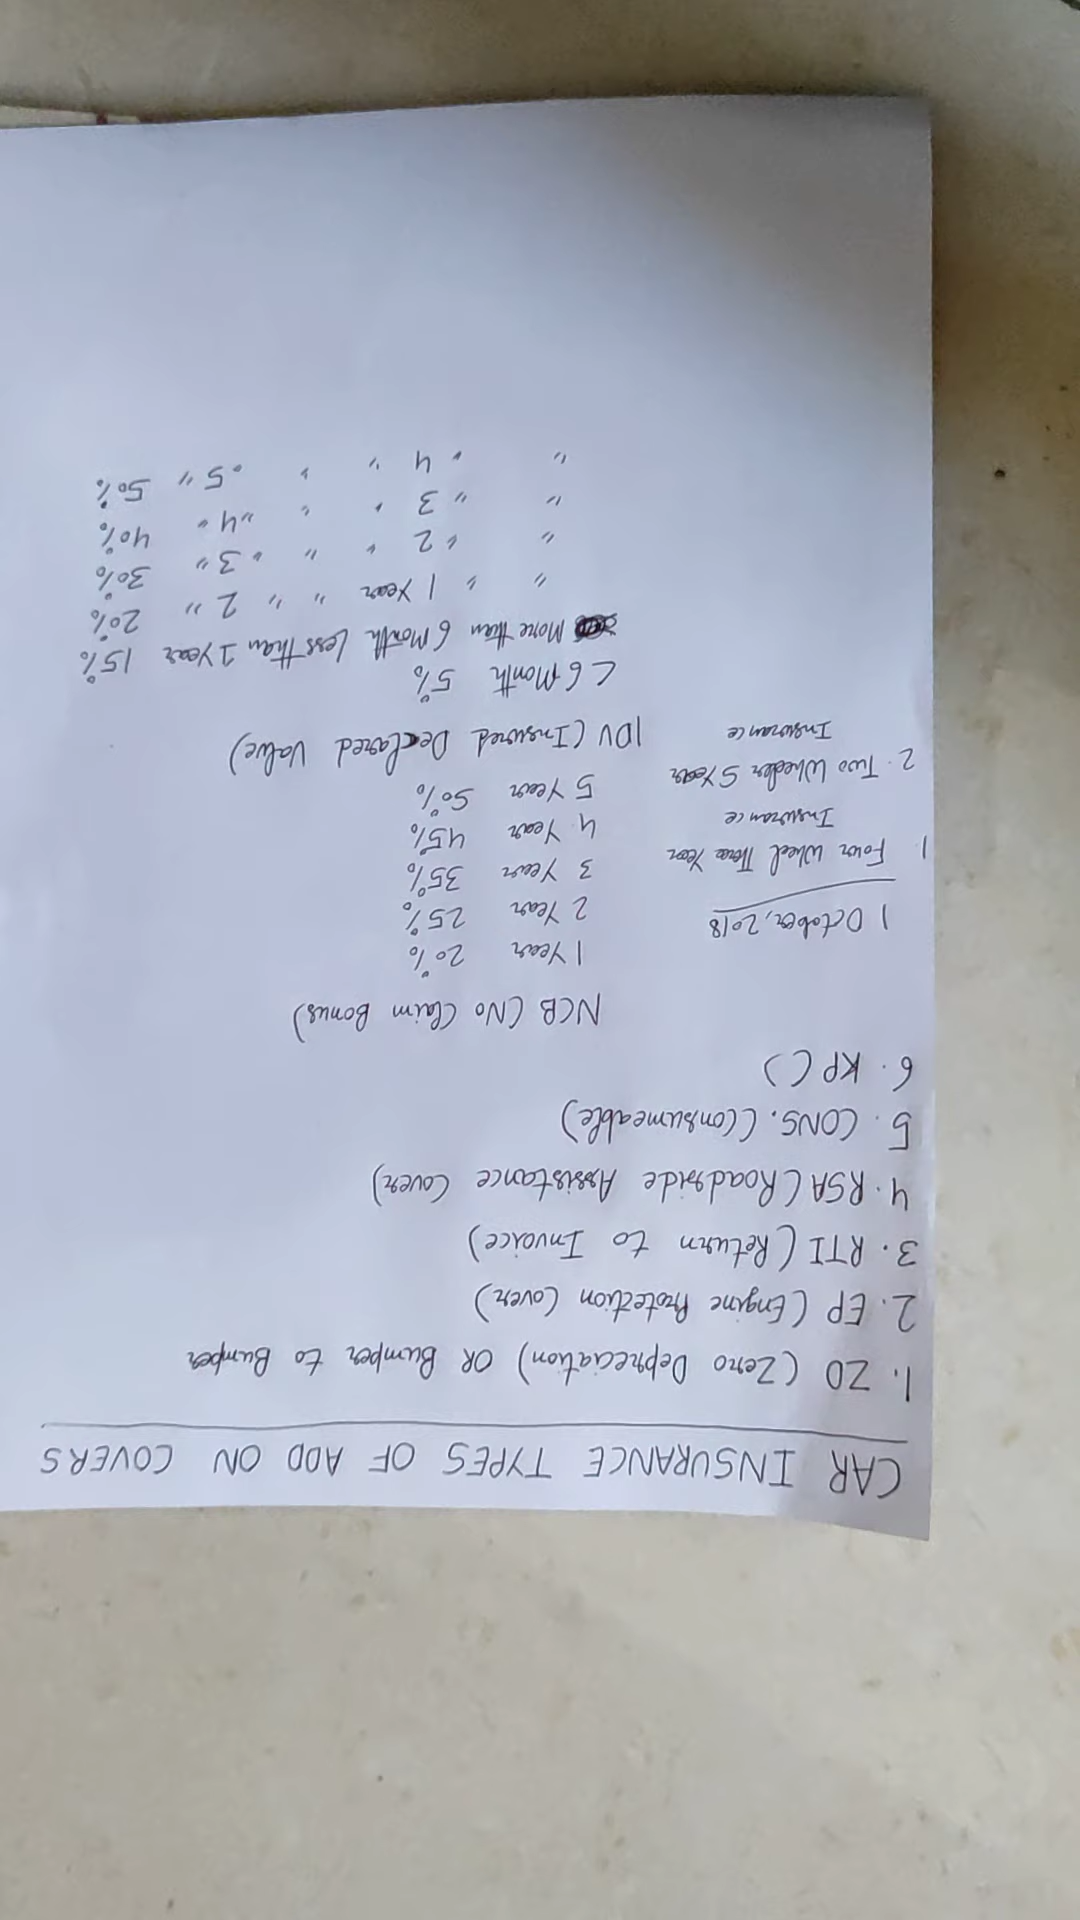 CAR INSURANCE TYPES OF ADD ON COVERS
1. ZD (Zero Depreciation) OR Bumper to Bumper
2. EP (Engine Protection Cover)
3. RTI (Return to Invoice)
4. RSA (Roadside Assistance Cover)
5. CONS. (Consumeable)
6. KP ( )
NCB (No Claim Bonus)
1 Year 20%
2 Year 25%
3 Year 35%
4 Year 45%
5 Year 50%
1 October, 2018
1 Four Wheel Three Year
Insurance
2. Two Wheeler 5 Year
Insurance
IDV (Insured Declared Value)
< 6 Month 5%
More than 6 Month Less than 1 Year 15%
" " 1 Year " " 2 " 20%
" " 2 " " " 3 " 30%
" " 3 " " " 4 " 40%
" " 4 " " " 5 " 50%